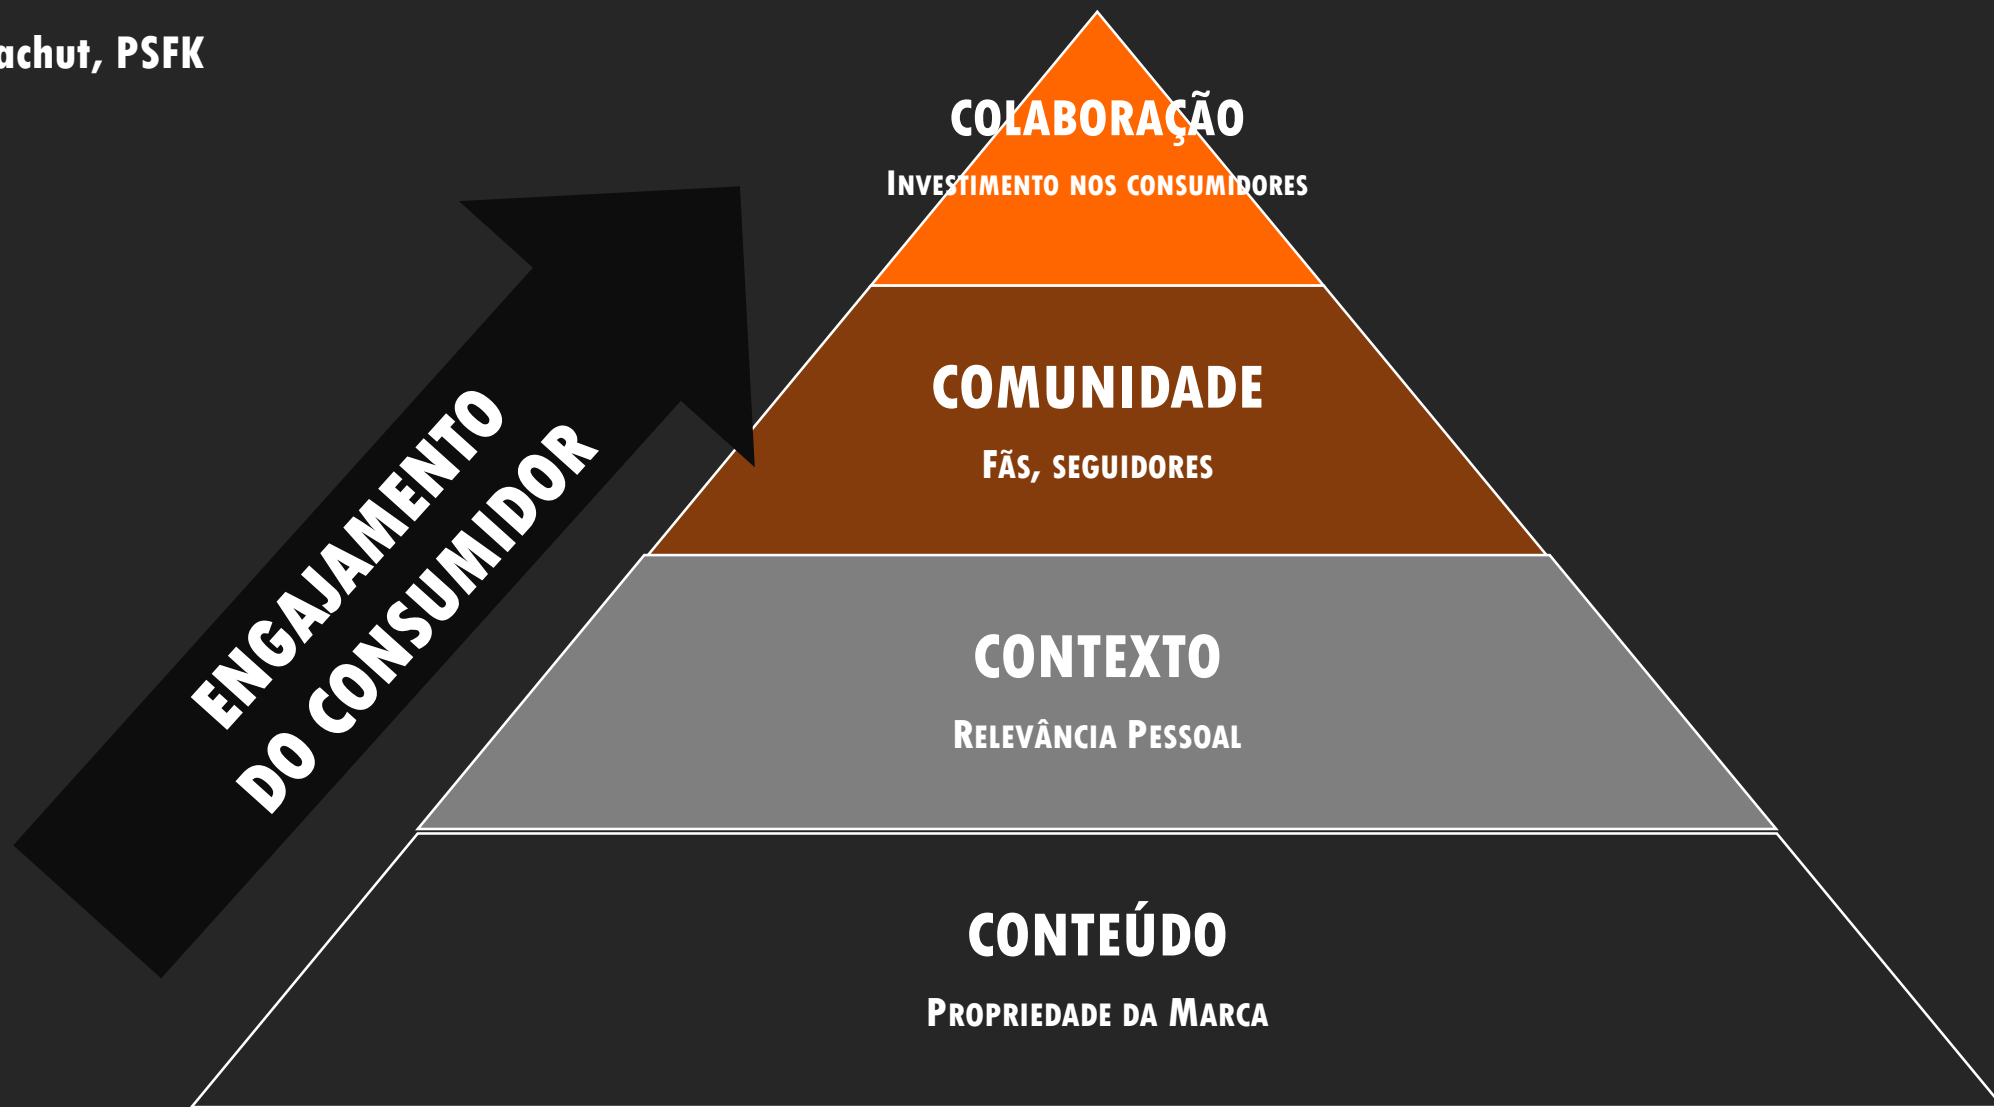 achut, PSFK
COLABORAÇÃO
INVESTIMENTO NOS CONSUMIDORES
COMUNIDADE
FÃS, SEGUIDORES
CONTEXTO
RELEVÂNCIA PESSOAL
CONTEÚDO
PROPRIEDADE DA MARCA
ENGAJAMENTO
DO CONSUMIDOR